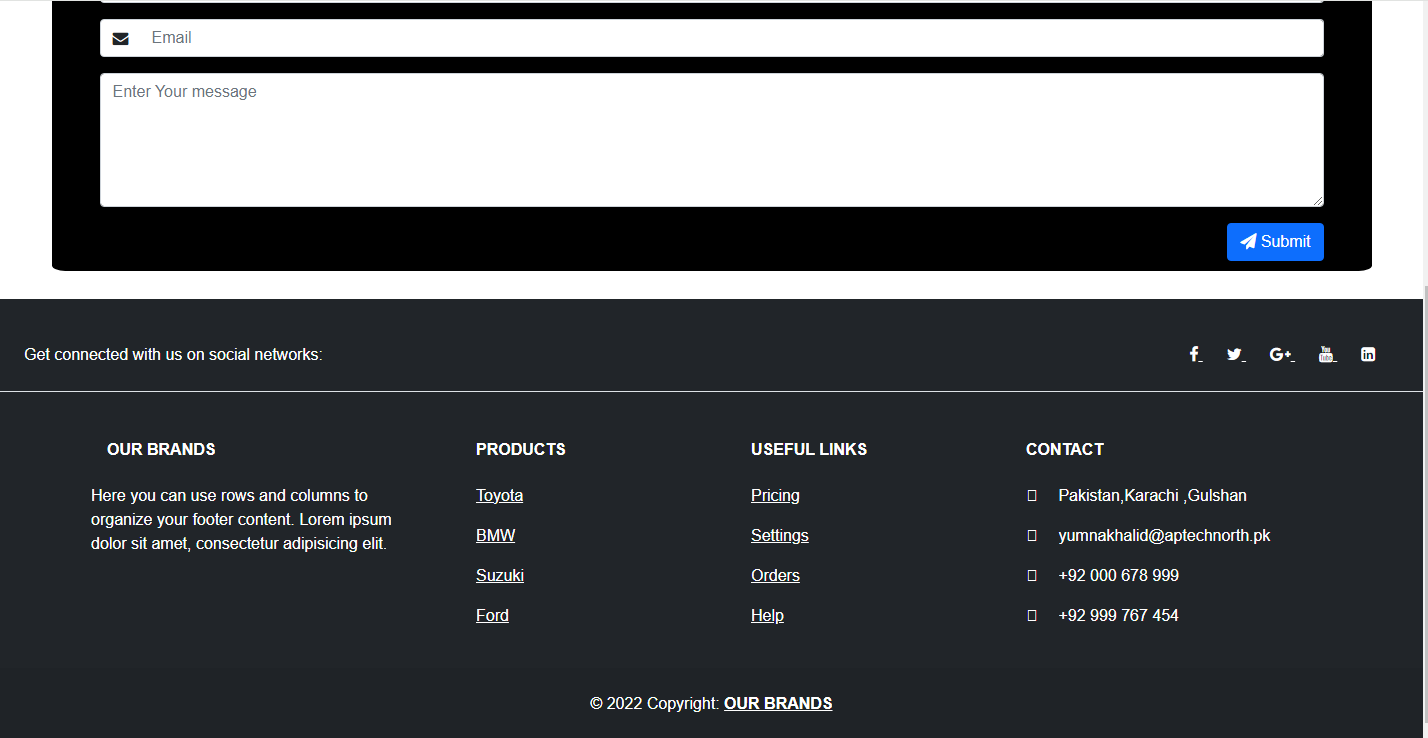 Email
Enter Your message
Submit
Get connected with us on social networks:
G+
You
Tube
in
OUR BRANDS
Here you can use rows and columns to
organize your footer content. Lorem ipsum
dolor sit amet, consectetur adipisicing elit.
PRODUCTS
Toyota
BMW
Suzuki
Ford
USEFUL LINKS
Pricing
Settings
Orders
Help
CONTACT
Pakistan,Karachi ,Gulshan
yumnakhalid@aptechnorth.pk
+92 000 678 999
+92 999 767 454
© 2022 Copyright: OUR BRANDS